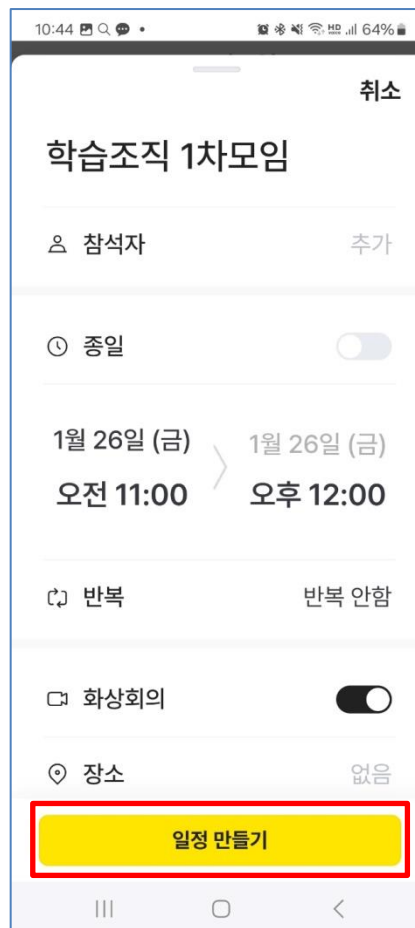 10:44 HD 64%
취소
학습조직 1차모임
참석자 추가
종일
1월 26일 (금) 1월 26일 (금)
오전 11:00 오후 12:00
반복 반복 안함
화상회의
장소 없음
일정 만들기